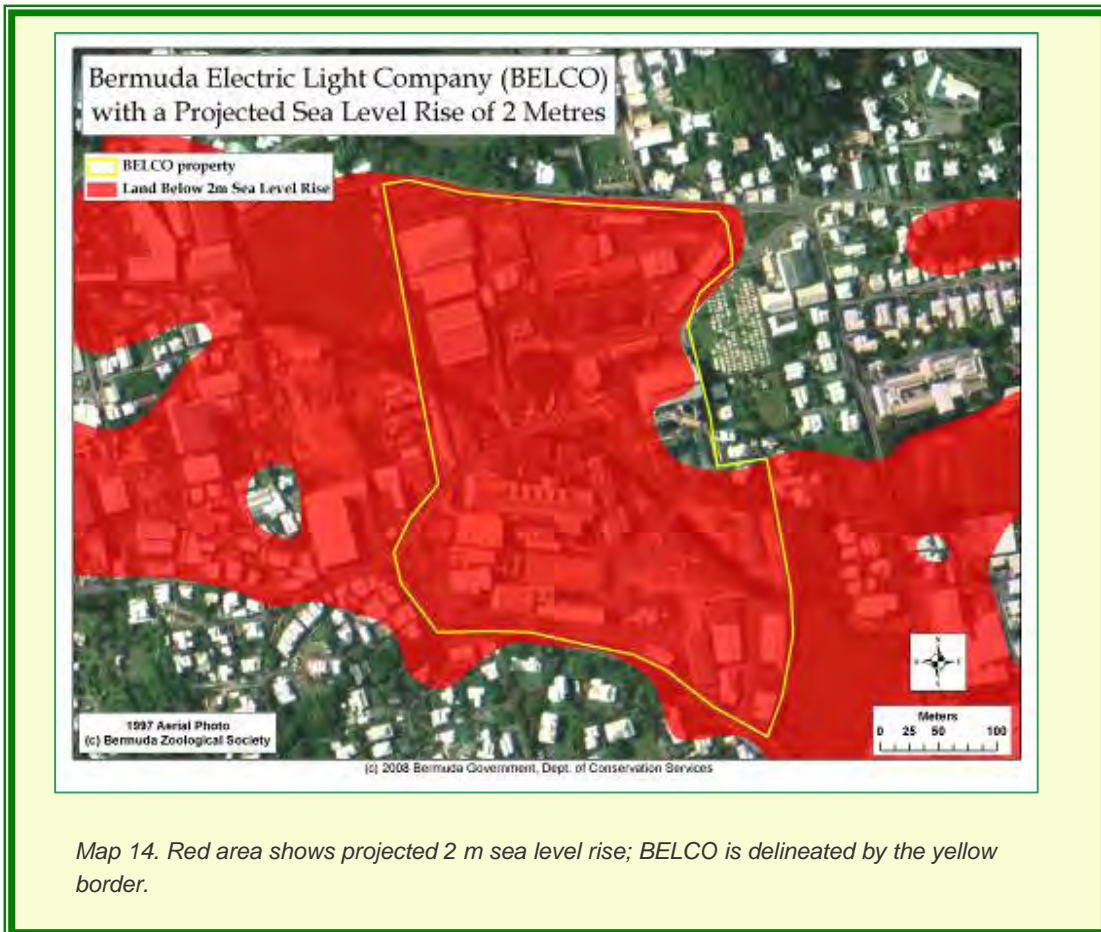 Bermuda Electric Light Company (BELCO)
with a Projected Sea Level Rise of 2 Metres
BELCO property
Land Below 2m Sea Level Rise
N
W E
S
1997 Aerial Photo
(c) Bermuda Zoological Society
Meters
0 25 50 100
(c) 2008 Bermuda Government, Dept. of Conservation Services
Map 14. Red area shows projected 2 m sea level rise; BELCO is delineated by the yellow
border.